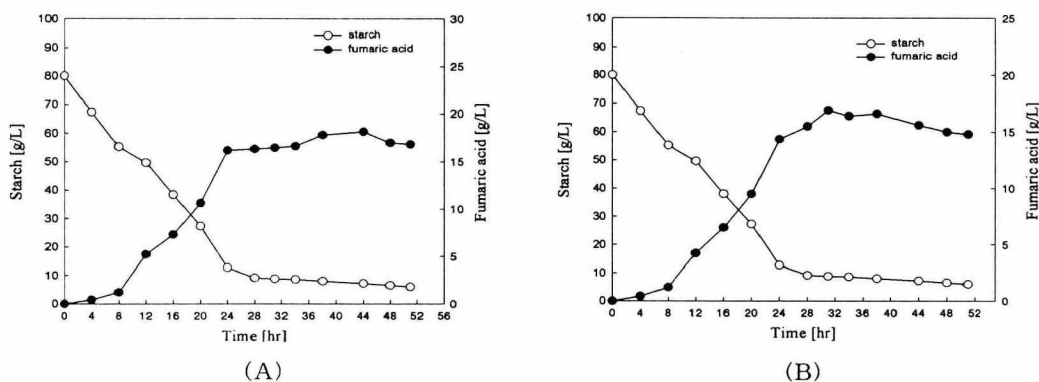 100
90
80
70
60
50
40
30
20
10
0
Starch [g/L]
30
25
20
15
10
5
0
Fumaric acid [g/L]
starch
fumaric acid
0 4 8 12 16 20 24 28 32 36 40 44 48 52 56
Time [hr]
(A)
100
90
80
70
60
50
40
30
20
10
0
Starch [g/L]
25
20
15
10
5
0
Fumaric acid [g/L]
starch
fumaric acid
0 4 8 12 16 20 24 28 32 36 40 44 48 52
Time [hr]
(B)